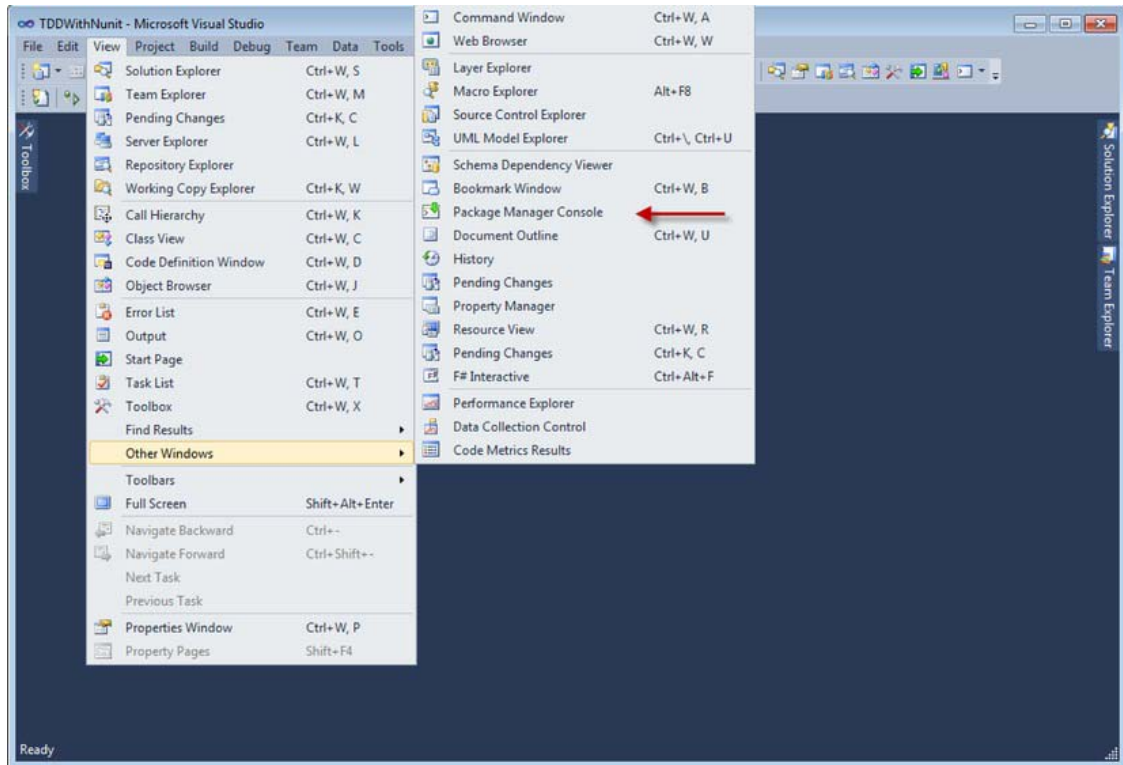 TDDWithNunit - Microsoft Visual Studio
File Edit View Project Build Debug Team Data Tools
Solution Explorer Ctrl+W, S
Team Explorer Ctrl+W, M
Pending Changes Ctrl+K, C
Server Explorer Ctrl+W, L
Repository Explorer
Working Copy Explorer Ctrl+K, W
Call Hierarchy Ctrl+W, K
Class View Ctrl+W, C
Code Definition Window Ctrl+W, D
Object Browser Ctrl+W, J
Error List Ctrl+W, E
Output Ctrl+W, O
Start Page
Task List Ctrl+W, T
Toolbox Ctrl+W, X
Find Results
Other Windows
Toolbars
Full Screen Shift+Alt+Enter
Navigate Backward Ctrl+-
Navigate Forward Ctrl+Shift+-
Next Task
Previous Task
Properties Window Ctrl+W, P
Property Pages Shift+F4
Command Window Ctrl+W, A
Web Browser Ctrl+W, W
Layer Explorer
Macro Explorer Alt+F8
Source Control Explorer
UML Model Explorer Ctrl+\, Ctrl+U
Schema Dependency Viewer
Bookmark Window Ctrl+W, B
Package Manager Console
Document Outline Ctrl+W, U
History
Pending Changes
Property Manager
Resource View Ctrl+W, R
Pending Changes Ctrl+K, C
F# Interactive Ctrl+Alt+F
Performance Explorer
Data Collection Control
Code Metrics Results
Toolbox
Solution Explorer
Team Explorer
Ready